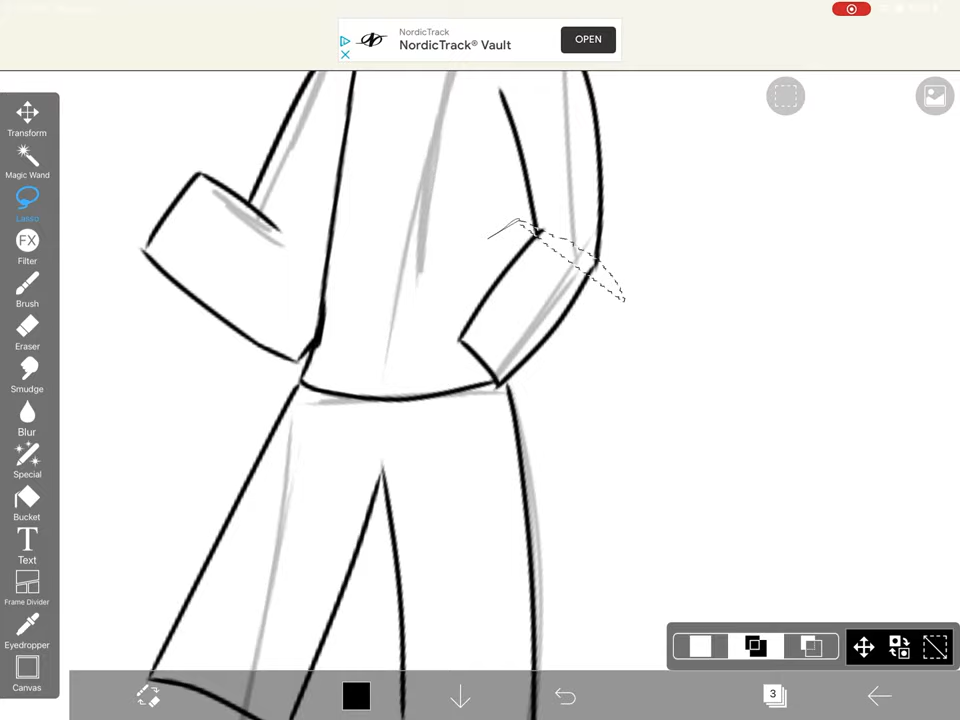 NordicTrack
NordicTrack® Vault
OPEN
Transform
Magic Wand
Lasso
FX
Filter
Brush
Eraser
Smudge
Blur
Special
Bucket
T
Text
Frame Divider
Eyedropper
Canvas
3